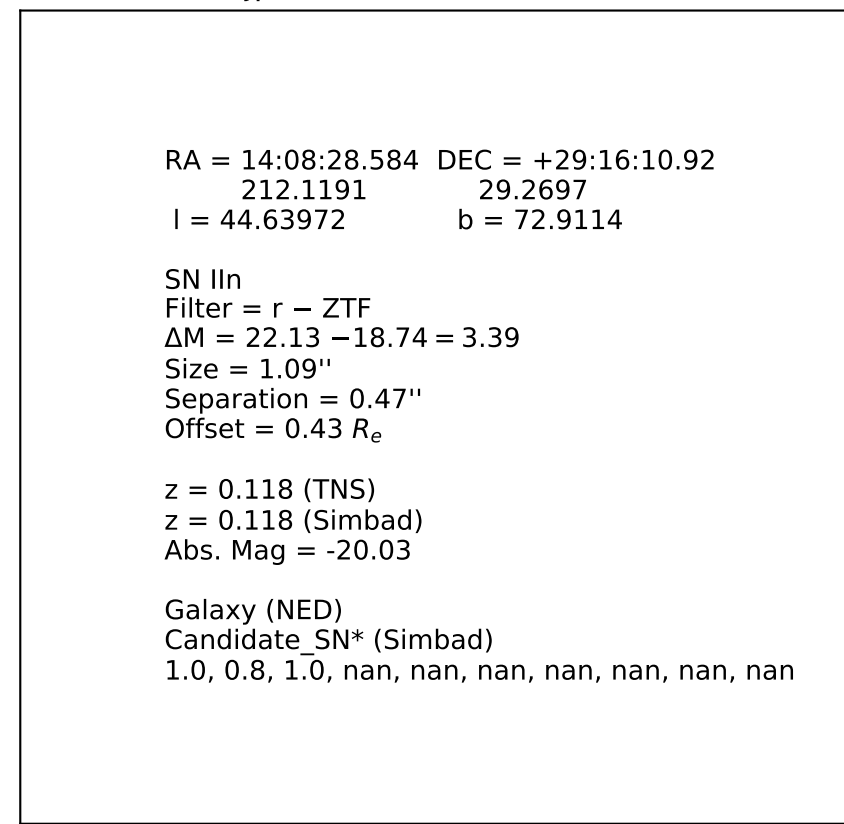 RA = 14:08:28.584  DEC = +29:16:10.92
212.1191  29.2697
l = 44.63972  b = 72.9114
SN IIn
Filter = r − ZTF
ΔM = 22.13 −18.74 = 3.39
Size = 1.09''
Separation = 0.47''
Offset = 0.43 Rₑ
z = 0.118 (TNS)
z = 0.118 (Simbad)
Abs. Mag = -20.03
Galaxy (NED)
Candidate_SN* (Simbad)
1.0, 0.8, 1.0, nan, nan, nan, nan, nan, nan, nan